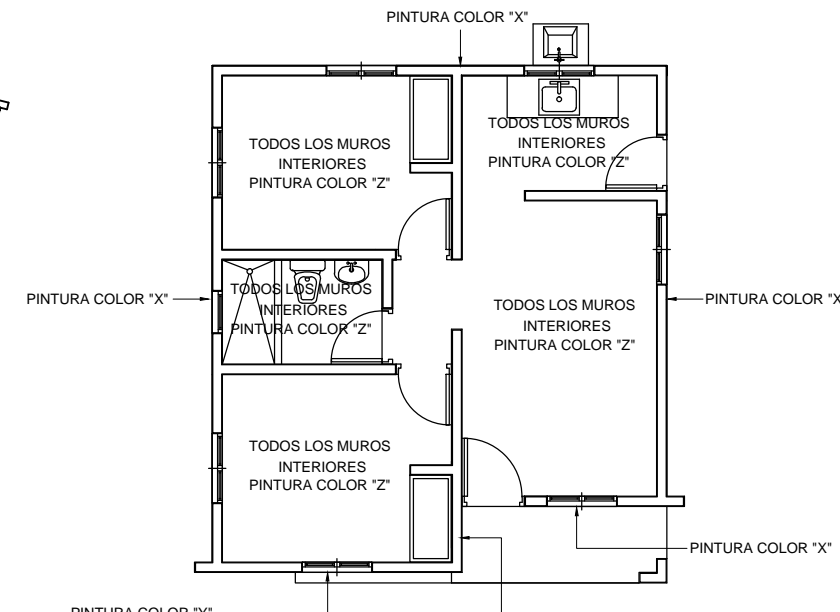 PINTURA COLOR "X"
TODOS LOS MUROS
INTERIORES
PINTURA COLOR "Z"
TODOS LOS MUROS
INTERIORES
PINTURA COLOR "Z"
PINTURA COLOR "X"
TODOS LOS MUROS
INTERIORES
PINTURA COLOR "Z"
TODOS LOS MUROS
INTERIORES
PINTURA COLOR "Z"
PINTURA COLOR "X
TODOS LOS MUROS
INTERIORES
PINTURA COLOR "Z"
PINTURA COLOR "X"
PINTURA COLOR